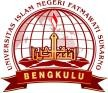 UNIVERSITAS ISLAM NEGERI FATMAWATI SUKARNO
BENGKULU